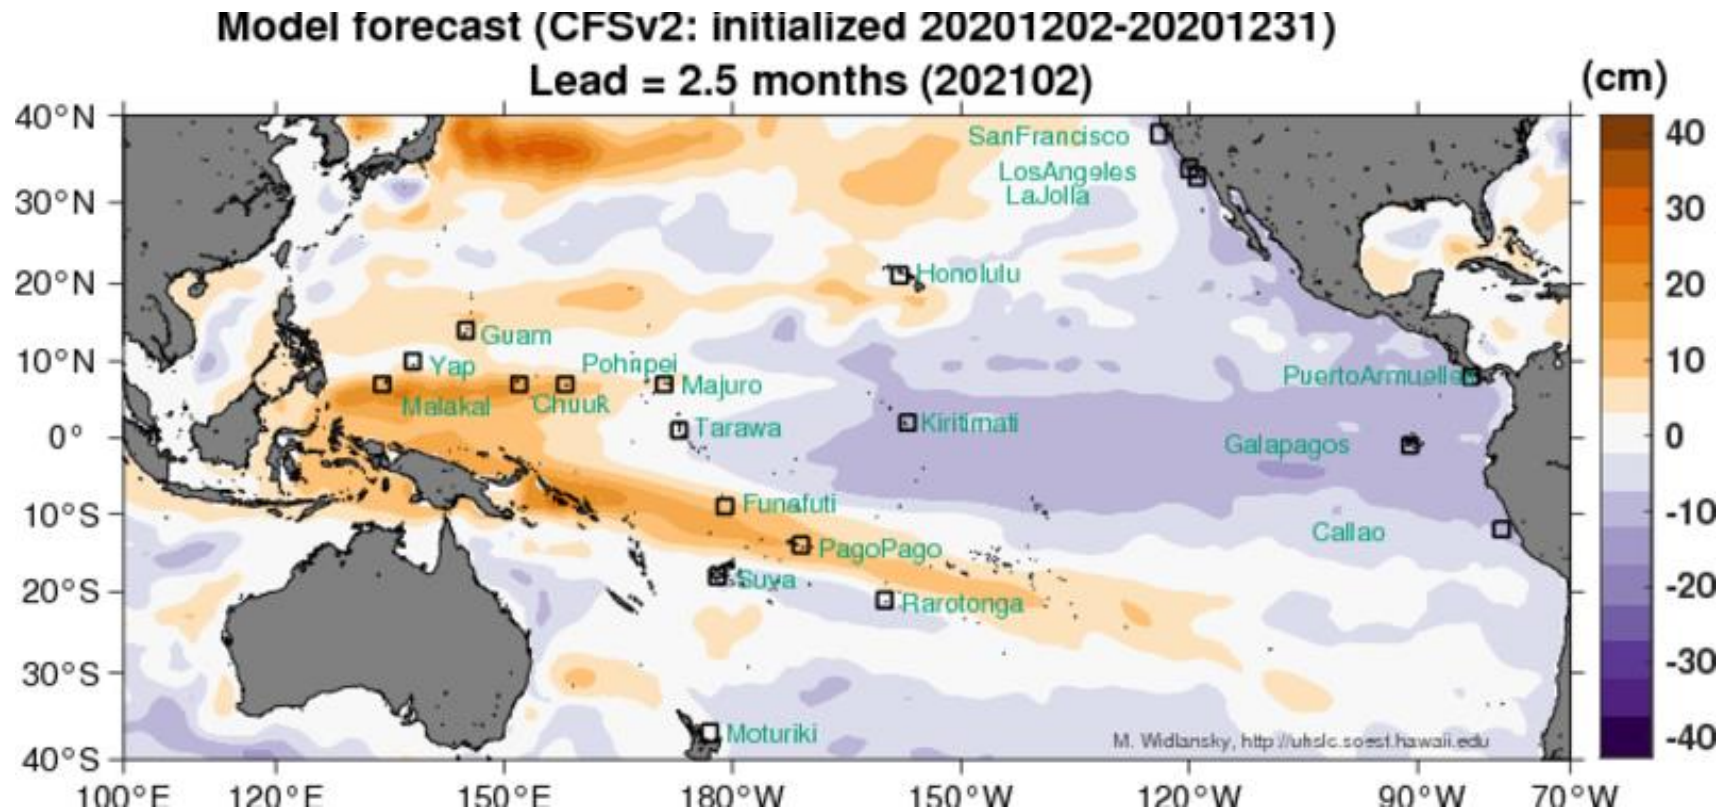 Model forecast (CFSv2: initialized 20201202-20201231)
Lead = 2.5 months (202102)
(cm)
40°N
30°N
20°N
10°N
0°
10°S
20°S
30°S
40°S
SanFrancisco
LosAngeles
LaJolla
Honolulu
Guam
Yap
Pohnpei
Malakal
Chuuk
Majuro
PuertoArmuelle
Tarawa
Kiritimati
Galapagos
Funafuti
Callao
PagoPago
Suva
Rarotonga
Moturiki
M. Widlansky, http://uhslc.soest.hawaii.edu
100°E 120°E 150°E 180°W 150°W 120°W 90°W 70°W
40
30
20
10
0
-10
-20
-30
-40